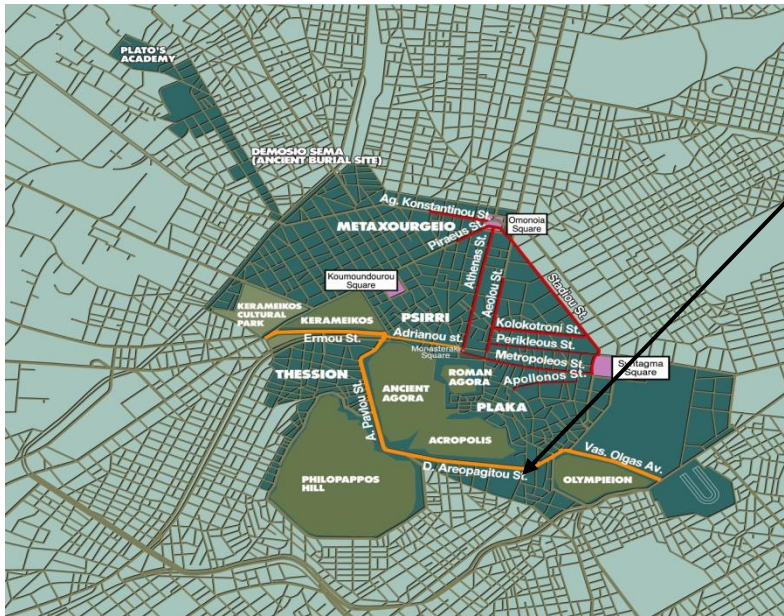 PLATO'S
ACADEMY
DEMOSIO SEMA
(ANCIENT BURIAL SITE)
Ag. Konstantinou St.
Omonoia
Square
METAXOURGEIO
Piraeus St.
Athenas St.
Aeolou St.
Stadiou St.
Koumoundourou
Square
KERAMEIKOS
CULTURAL
PARK
KERAMEIKOS
PSIRRI
Kolokotroni St.
Ermou St.
Adrianou st.
Perikleous St.
Monasteraki
Square
Metropoleos St.
Syntagma
Square
THESSION
ROMAN
AGORA
Apollonos St.
ANCIENT
AGORA
A. Pavlou St.
PLAKA
ACROPOLIS
D. Areopagitou St.
Vas. Olgas Av.
PHILOPAPPOS
HILL
OLYMPIEION